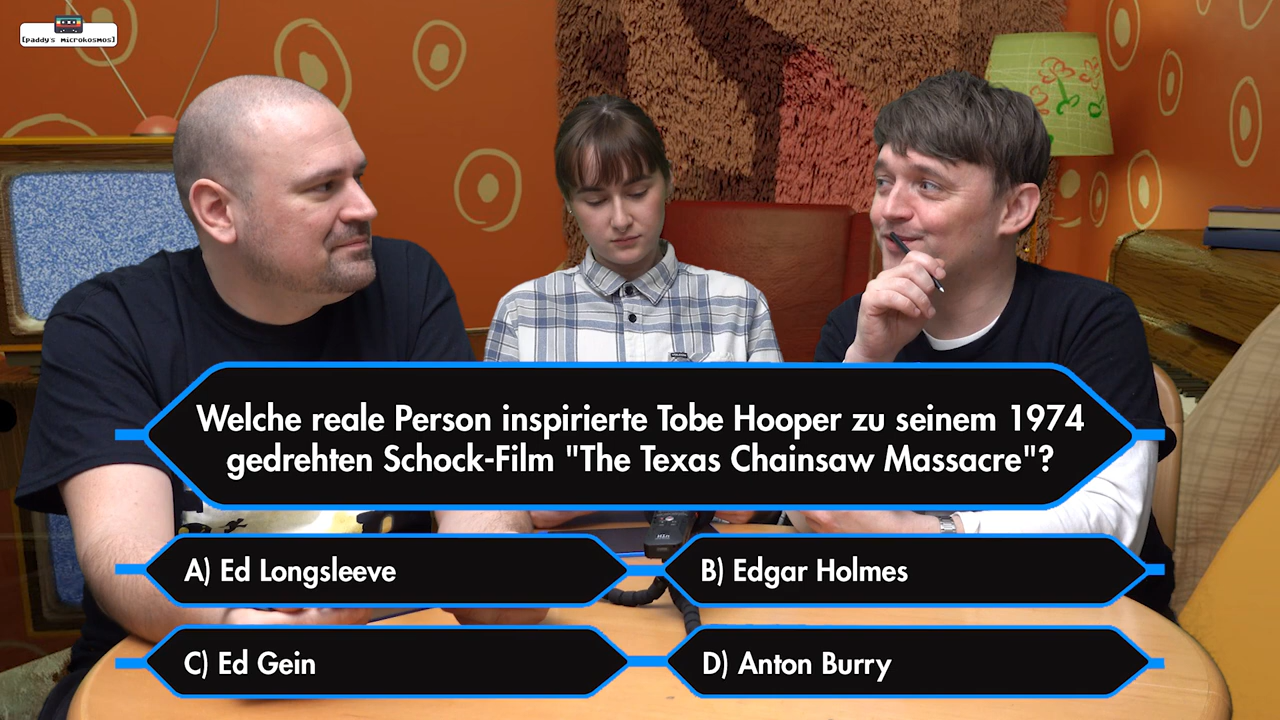 [paddy's microkosmos]
Welche reale Person inspirierte Tobe Hooper zu seinem 1974
gedrehten Schock-Film "The Texas Chainsaw Massacre"?
A) Ed Longsleeve
B) Edgar Holmes
C) Ed Gein
D) Anton Burry